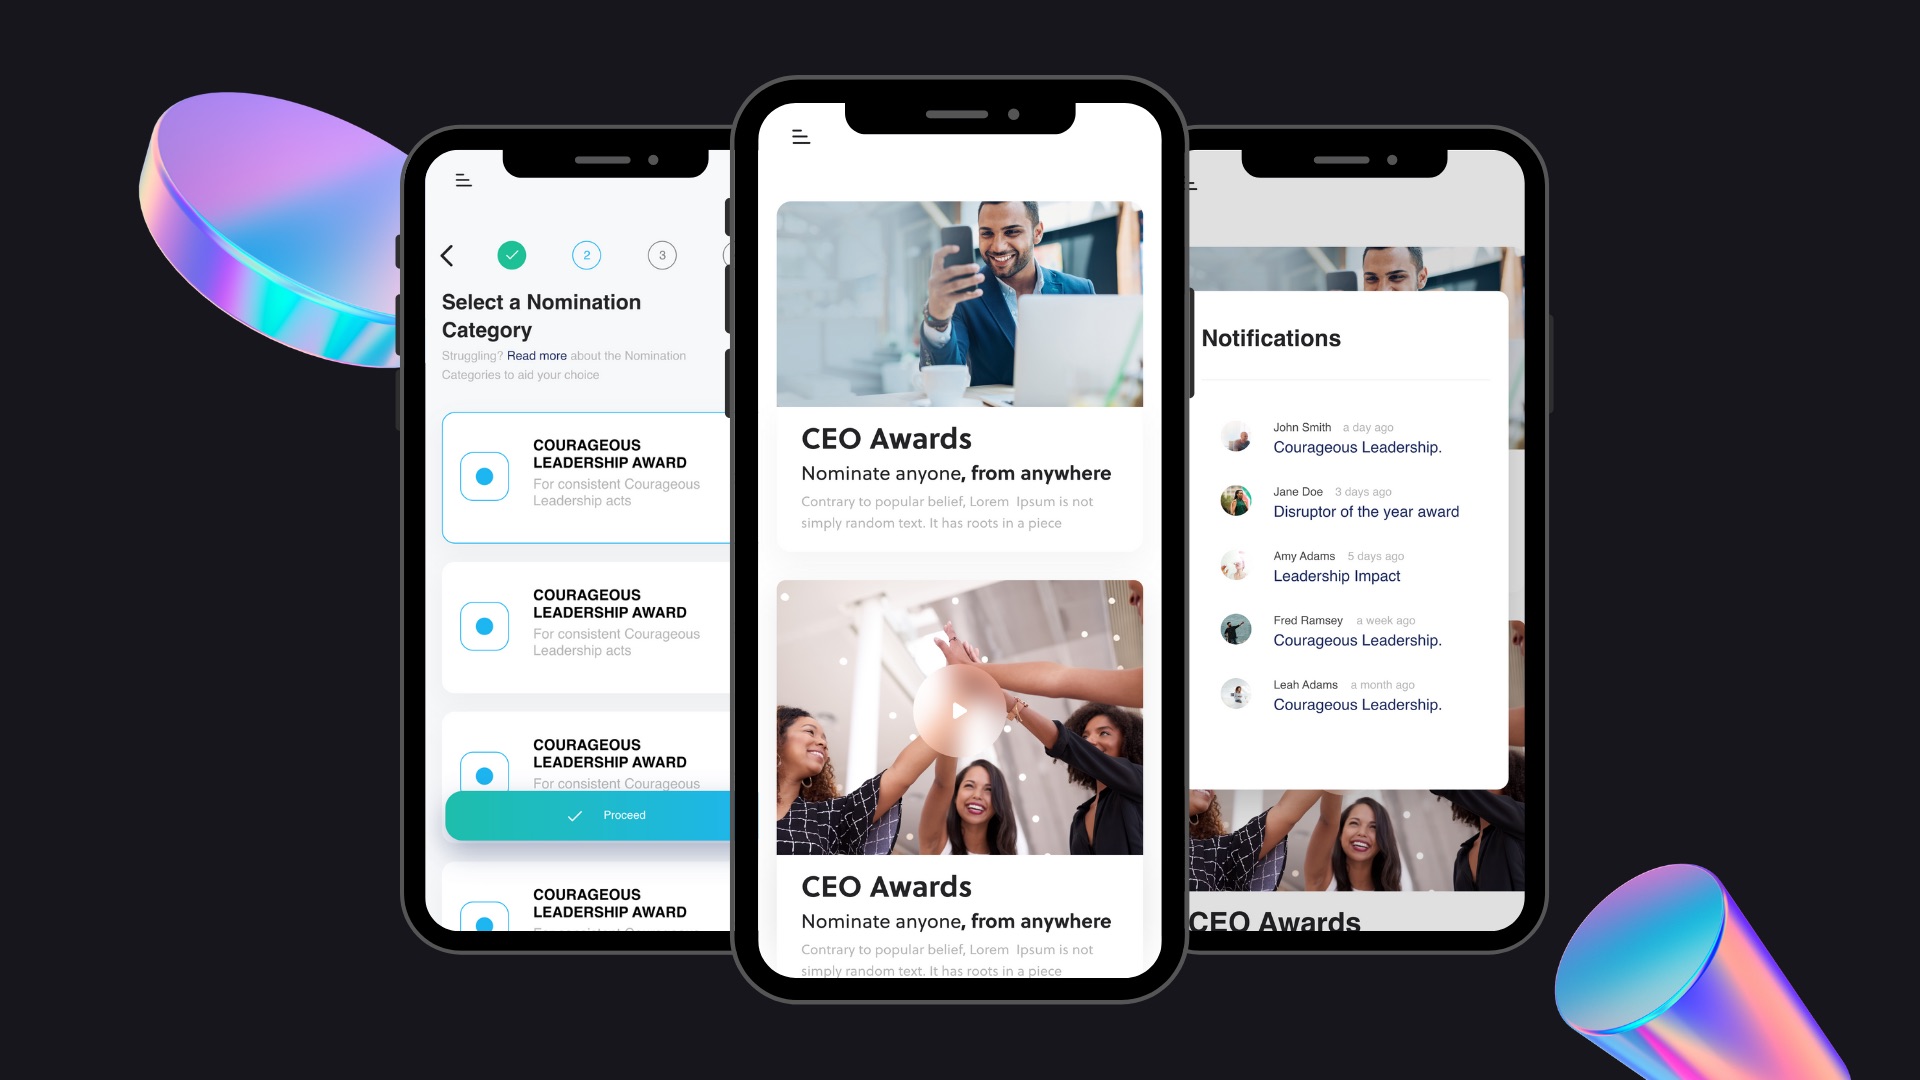 2
3
Select a Nomination
Category
Struggling? Read more about the Nomination
Categories to aid your choice
COURAGEOUS
LEADERSHIP AWARD
For consistent Courageous
Leadership acts
COURAGEOUS
LEADERSHIP AWARD
For consistent Courageous
Leadership acts
COURAGEOUS
LEADERSHIP AWARD
For consistent Courageous
Proceed
COURAGEOUS
LEADERSHIP AWARD
CEO Awards
Nominate anyone, from anywhere
Contrary to popular belief, Lorem Ipsum is not
simply random text. It has roots in a piece
CEO Awards
Nominate anyone, from anywhere
Contrary to popular belief, Lorem Ipsum is not
simply random text. It has roots in a piece
Notifications
John Smith a day ago
Courageous Leadership.
Jane Doe 3 days ago
Disruptor of the year award
Amy Adams 5 days ago
Leadership Impact
Fred Ramsey a week ago
Courageous Leadership.
Leah Adams a month ago
Courageous Leadership.
CEO Awards